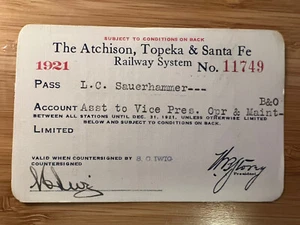 SUBJECT TO CONDITIONS ON BACK
The Atchison, Topeka & Santa Fe
1921 Railway System No. 11749
PASS L.C. Sauerhammer---
B&O
ACCOUNT Asst to Vice Pres. Opr & Maint-
BETWEEN ALL STATIONS UNTIL DEC. 31, 1921, UNLESS OTHERWISE LIMITED
BELOW AND SUBJECT TO CONDITIONS ON BACK.
LIMITED
VALID WHEN COUNTERSIGNED BY
COUNTERSIGNED
President